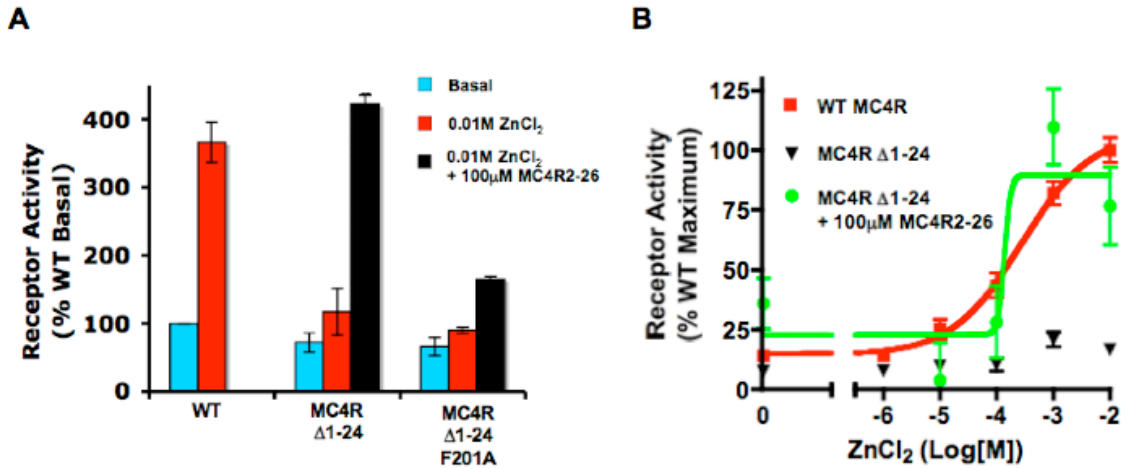 A
Receptor Activity
(% WT Basal)
400
300
200
100
0
Basal
0.01M ZnCl₂
0.01M ZnCl₂
+ 100μM MC4R2-26
WT
MC4R
Δ1-24
MC4R
Δ1-24
F201A
B
Receptor Activity
(% WT Maximum)
125
100
75
50
25
0
WT MC4R
MC4R Δ1-24
MC4R Δ1-24
+ 100μM MC4R2-26
0 -6 -5 -4 -3 -2
ZnCl₂ (Log[M])